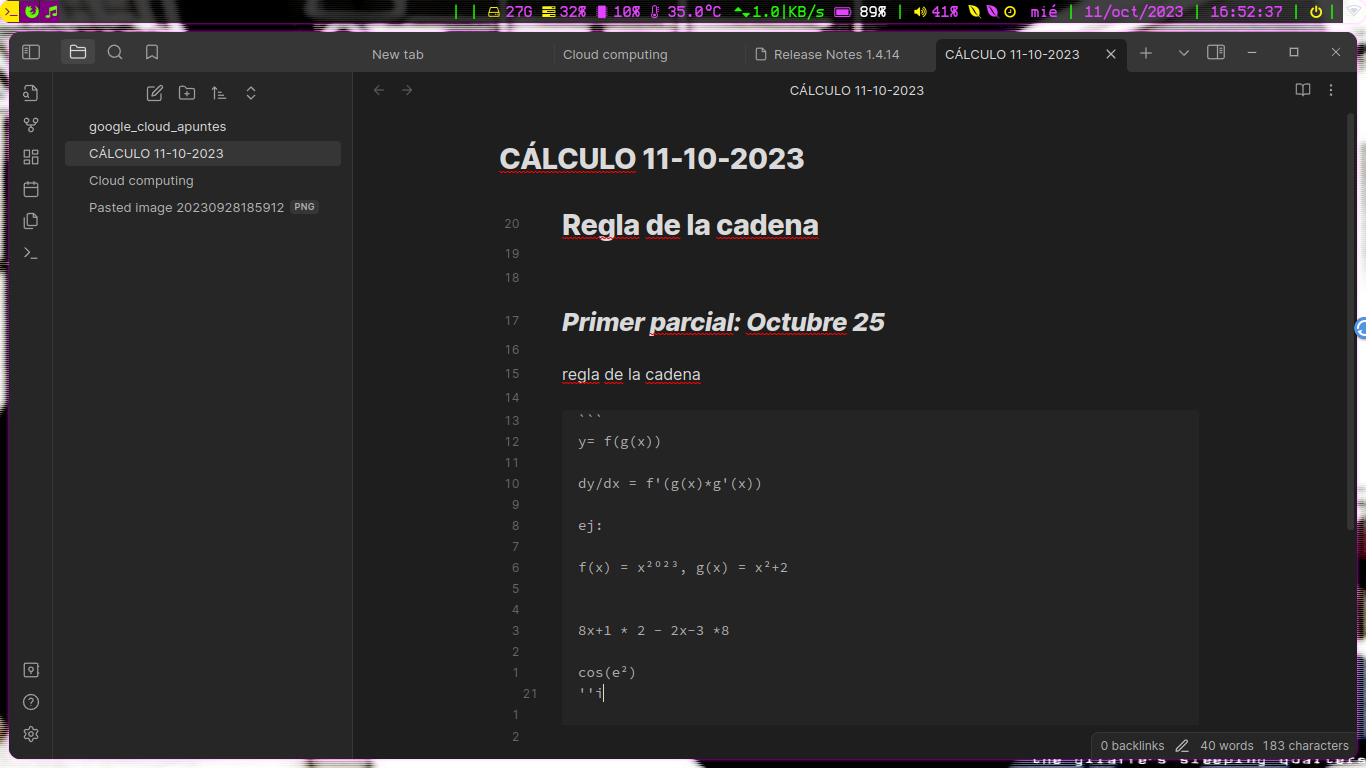 27G 32% 10% 35.0°C 1.0|KB/s 89% | 41% mié | 11/oct/2023 | 16:52:37 |
New tab Cloud computing Release Notes 1.4.14 CÁLCULO 11-10-2023
CÁLCULO 11-10-2023
google_cloud_apuntes
CÁLCULO 11-10-2023
Cloud computing
Pasted image 20230928185912 PNG
CÁLCULO 11-10-2023
20 Regla de la cadena
19
18
17 Primer parcial: Octubre 25
16
15 regla de la cadena
14
13 ```
12 y= f(g(x))
11
10 dy/dx = f'(g(x)*g'(x))
9
8 ej:
7
6 f(x) = x²⁰²³, g(x) = x²+2
5
4
3 8x+1 * 2 - 2x-3 *8
2
1 cos(e²)
21 ''i
1
2
0 backlinks 40 words 183 characters
the giraffe's sleeping quarters